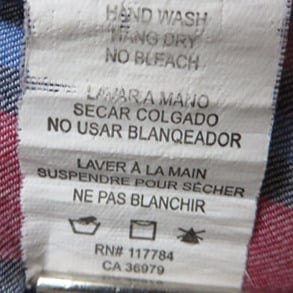 HAND WASH
HANG DRY
NO BLEACH
LAVAR A MANO
SECAR COLGADO
NO USAR BLANQEADOR
LAVER À LA MAIN
SUSPENDRE POUR SÉCHER
NE PAS BLANCHIR
RN# 117784
CA 36979